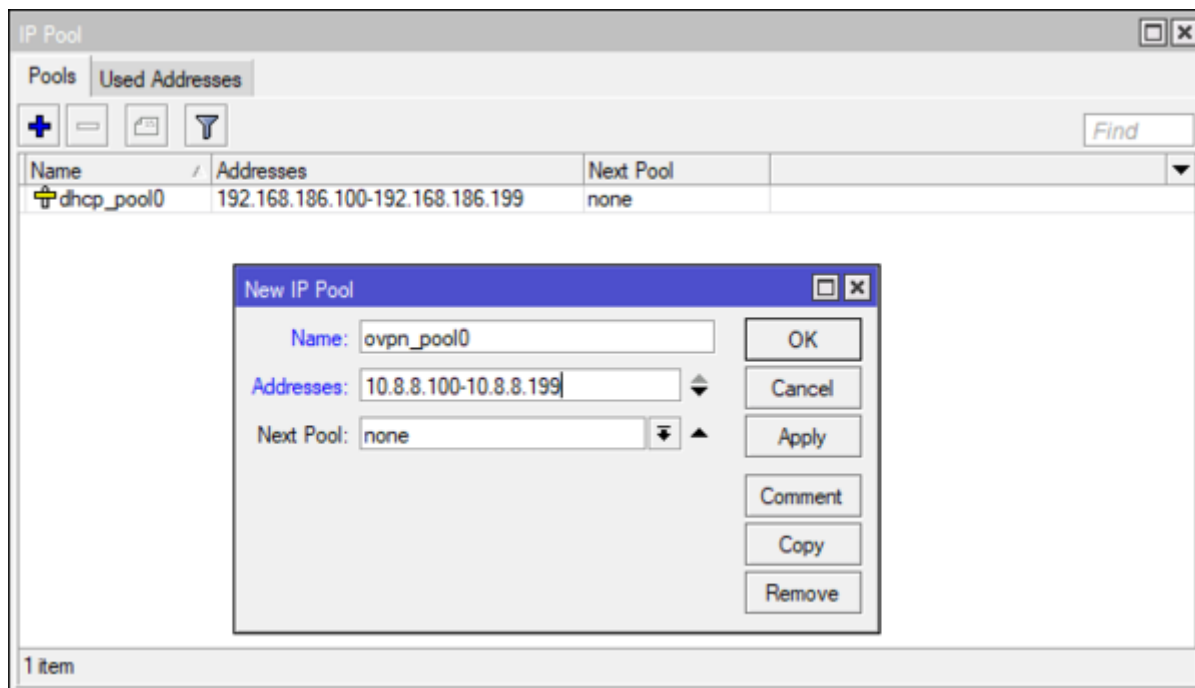 IP Pool
Pools Used Addresses
Find
Name Addresses Next Pool
dhcp_pool0 192.168.186.100-192.168.186.199 none
New IP Pool
Name: ovpn_pool0 OK
Addresses: 10.8.8.100-10.8.8.199 Cancel
Next Pool: none Apply
Comment
Copy
Remove
1 item